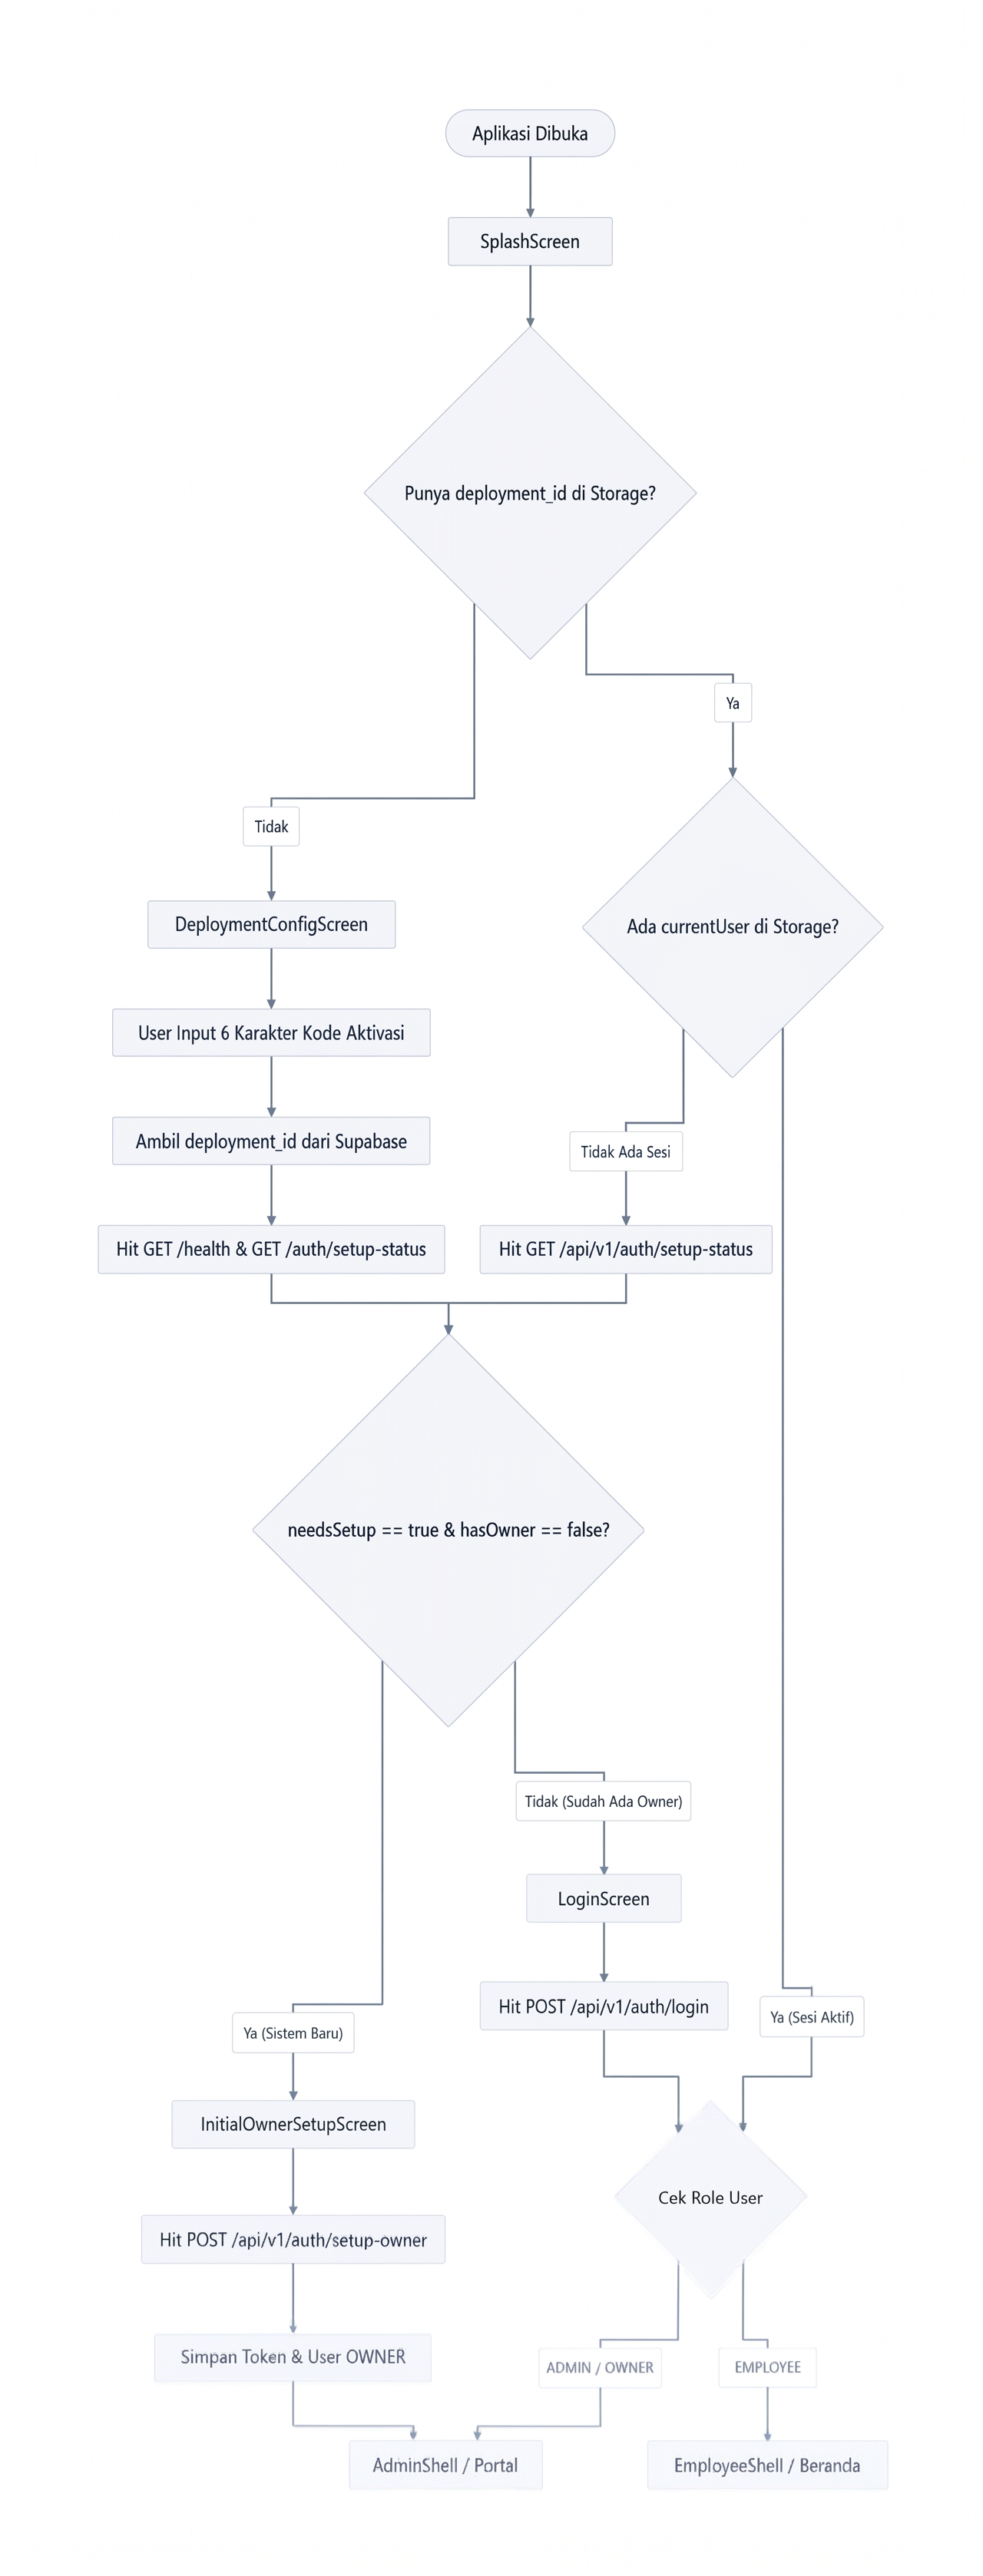 Aplikasi Dibuka
SplashScreen
Punya deployment_id di Storage?
Ya
Tidak
DeploymentConfigScreen
Ada currentUser di Storage?
User Input 6 Karakter Kode Aktivasi
Ambil deployment_id dari Supabase
Tidak Ada Sesi
Hit GET /health & GET /auth/setup-status
Hit GET /api/v1/auth/setup-status
needsSetup == true & hasOwner == false?
Tidak (Sudah Ada Owner)
LoginScreen
Hit POST /api/v1/auth/login
Ya (Sesi Aktif)
Ya (Sistem Baru)
InitialOwnerSetupScreen
Cek Role User
Hit POST /api/v1/auth/setup-owner
Simpan Token & User OWNER
ADMIN / OWNER
EMPLOYEE
AdminShell / Portal
EmployeeShell / Beranda